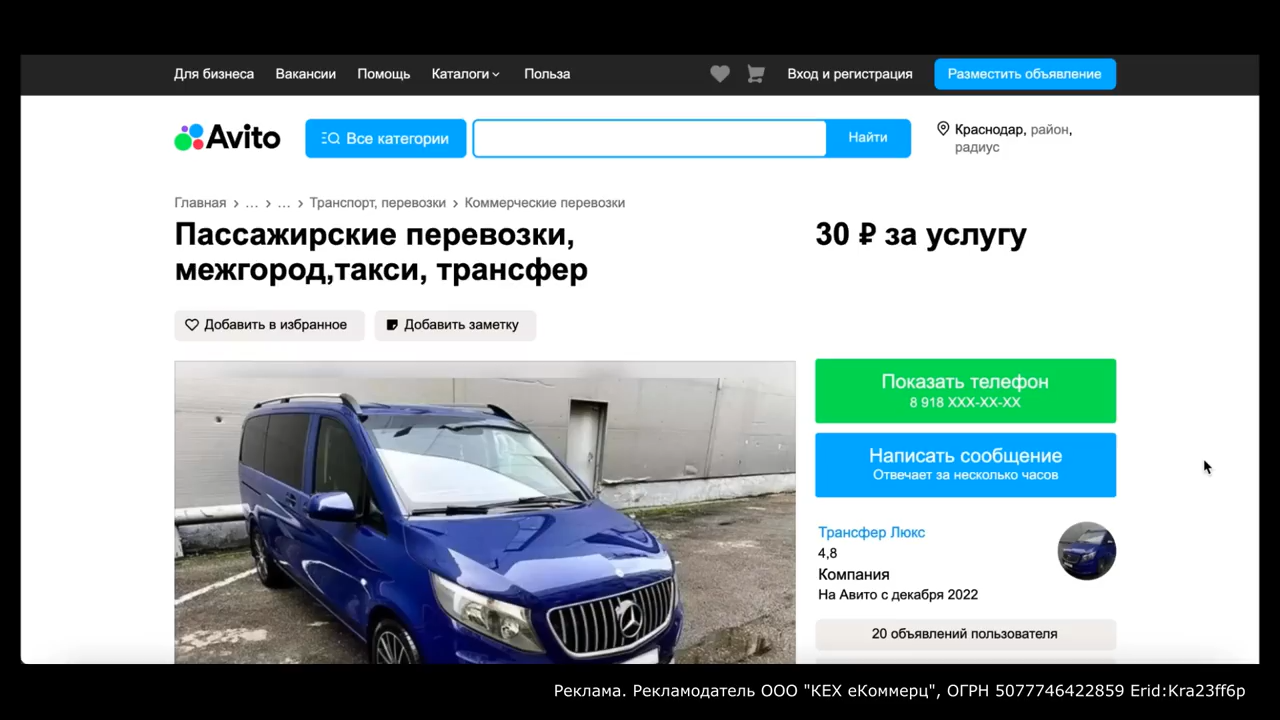 Для бизнеса Вакансии Помощь Каталоги Польза Вход и регистрация Разместить объявление
Avito Все категории Найти Краснодар, район,
радиус
Главная › ... › ... › Транспорт, перевозки › Коммерческие перевозки
Пассажирские перевозки,
межгород,такси, трансфер
30 ₽ за услугу
Добавить в избранное Добавить заметку
Показать телефон
8 918 XXX-XX-XX
Написать сообщение
Отвечает за несколько часов
Трансфер Люкс
4,8
Компания
На Авито с декабря 2022
20 объявлений пользователя
Реклама. Рекламодатель ООО "КЕХ еКоммерц", ОГРН 5077746422859 Erid:Kra23ff6p